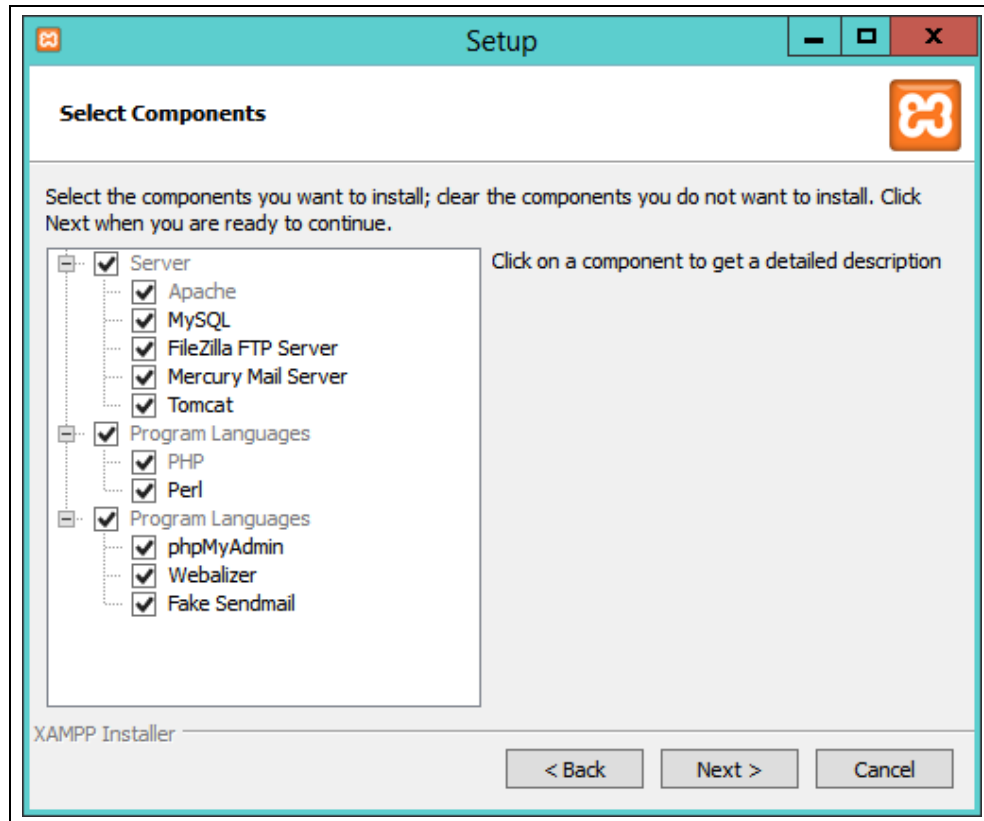 Setup
Select Components
Select the components you want to install; clear the components you do not want to install. Click
Next when you are ready to continue.
Server
Apache
MySQL
FileZilla FTP Server
Mercury Mail Server
Tomcat
Program Languages
PHP
Perl
Program Languages
phpMyAdmin
Webalizer
Fake Sendmail
Click on a component to get a detailed description
XAMPP Installer
< Back
Next >
Cancel